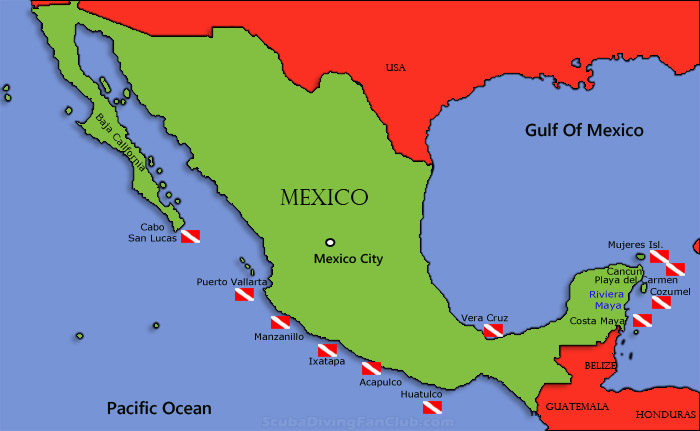 USA
Gulf Of Mexico
Baja California
MEXICO
Cabo
San Lucas
Mexico City
Mujeres Isl.
Cancun
Playa del Carmen
Puerto Vallarta
Riviera
Maya
Cozumel
Vera Cruz
Costa Maya
Manzanillo
Ixatapa
BELIZE
Acapulco
Huatulco
Pacific Ocean
GUATEMALA
HONDURAS
ScubaDivingFanClub.com